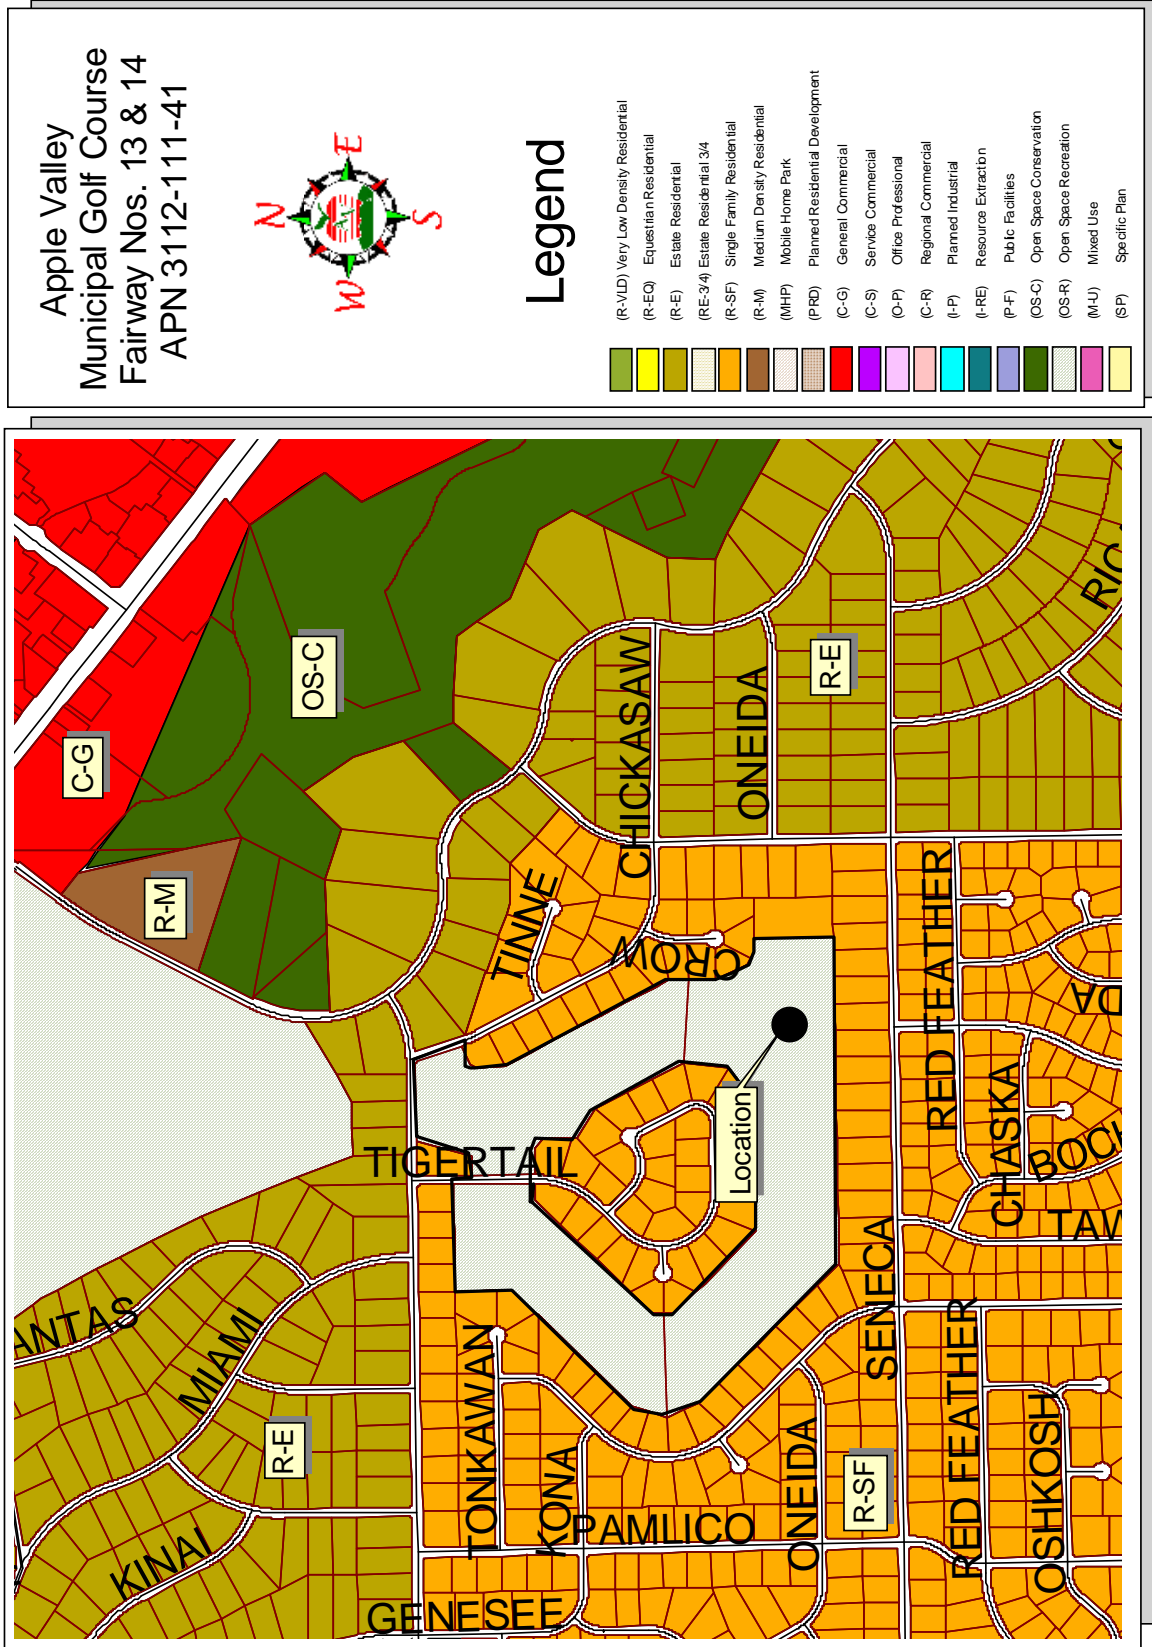 Apple Valley
Municipal Golf Course
Fairway Nos. 13 & 14
APN 3112-111-41
N
W
E
S
Legend
(R-VLD) Very Low Density Residential
(R-EQ) Equestrian Residential
(R-E) Estate Residential
(RE-3/4) Estate Residential 3/4
(R-SF) Single Family Residential
(R-M) Medium Density Residential
(MHP) Mobile Home Park
(PRD) Planned Residential Development
(C-G) General Commercial
(C-S) Service Commercial
(O-P) Office Professional
(C-R) Regional Commercial
(I-P) Planned Industrial
(I-RE) Resource Extraction
(P-F) Public Facilities
(OS-C) Open Space Conservation
(OS-R) Open Space Recreation
(M-U) Mixed Use
(SP) Specific Plan
C-G
OS-C
R-M
R-E
CHICKASAW
ONEIDA
RIC
TINNE
CROW
RED FEATHER
DA
CHASKA
BOCH
TAW
Location
TIGERTAIL
SENECA
ANTAS
MIAMI
R-E
KINAI
TONKAWAN
KONA
PAMLICO
ONEIDA
R-SF
RED FEATHER
OSHKOSH
GENESEE